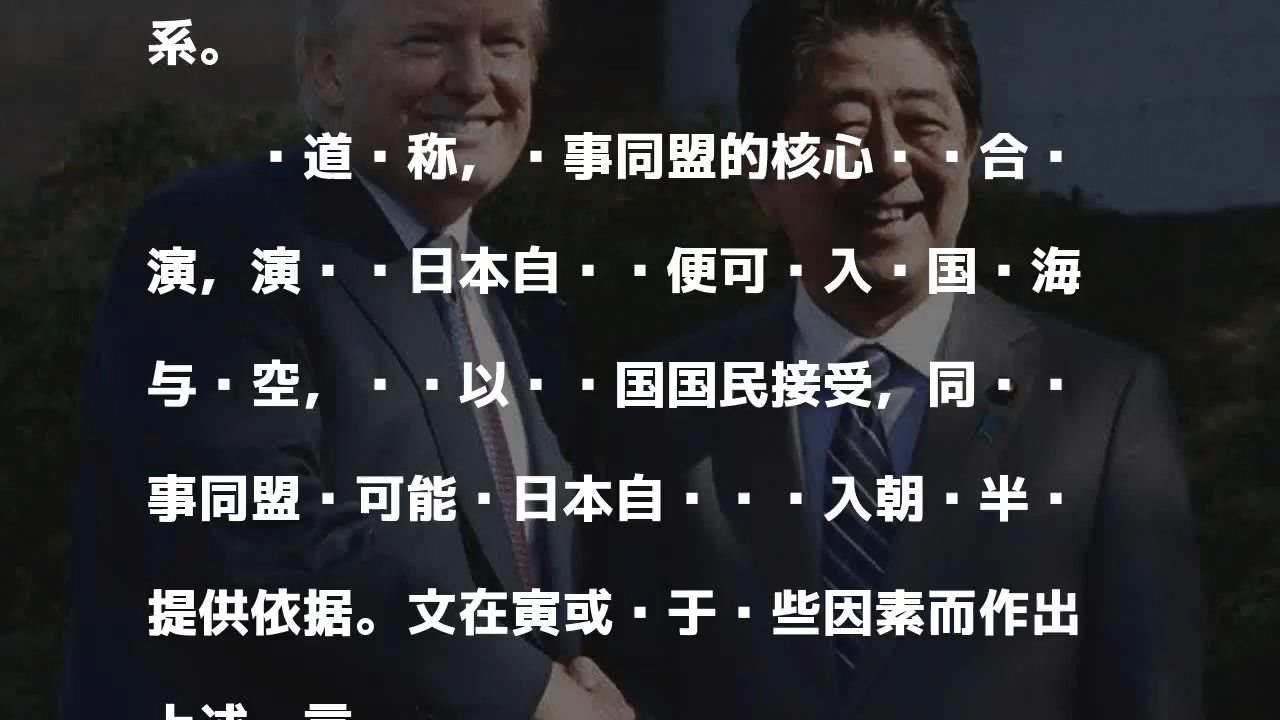 系。
▪道▪称，▪事同盟的核心▪▪合▪
演，演▪▪日本自▪▪便可▪入▪国▪海
与▪空，▪▪以▪▪国国民接受，同▪▪
事同盟▪可能▪日本自▪▪▪入朝▪半▪
提供依据。文在寅或▪于▪些因素而作出